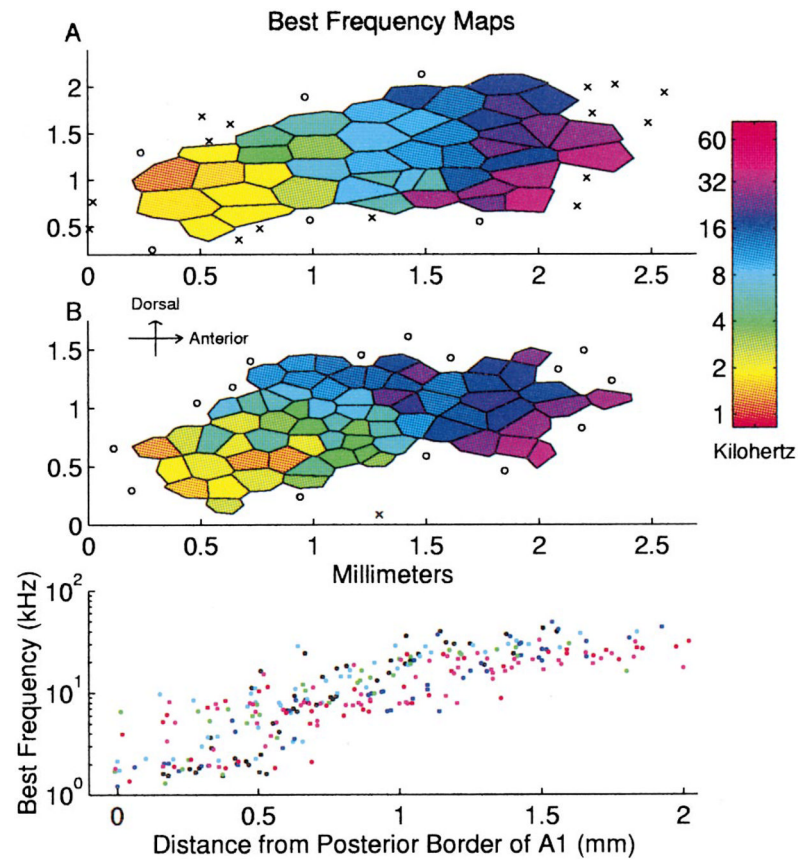 Best Frequency Maps
A
2
1.5
1
0.5
0 0.5 1 1.5 2 2.5
60
32
16
8
4
2
1
Kilohertz
B
Dorsal
Anterior
1.5
1
0.5
0
0 0.5 1 1.5 2 2.5
Millimeters
Best Frequency (kHz)
10²
10¹
10⁰
0 0.5 1 1.5 2
Distance from Posterior Border of A1 (mm)